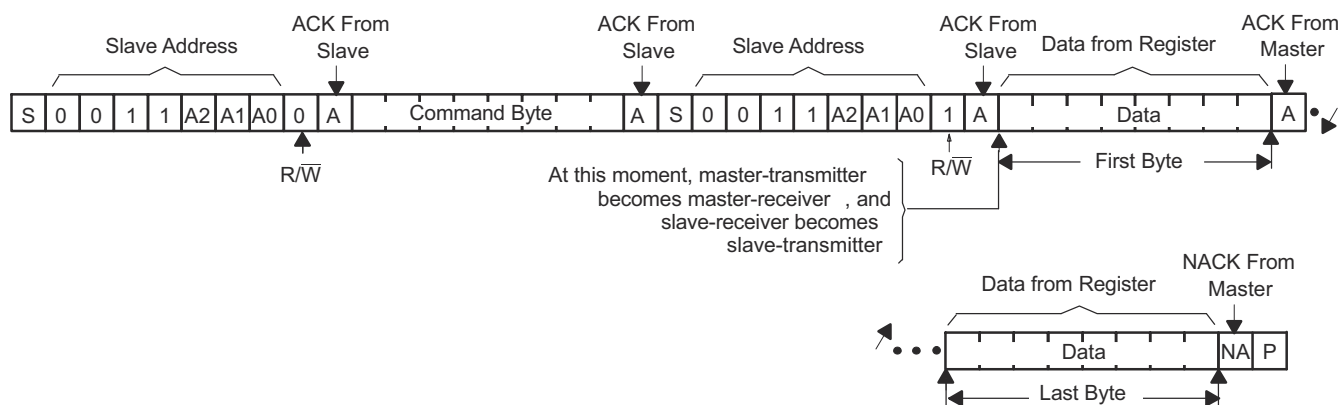 ACK From
Slave
ACK From
Slave
ACK From
Slave
ACK From
Master
Slave Address
Slave Address
Data from Register
S 0 0 1 1 A2 A1 A0 0 A Command Byte A S 0 0 1 1 A2 A1 A0 1 A Data A
R/W̅
R/W̅
First Byte
At this moment, master-transmitter
becomes master-receiver , and
slave-receiver becomes
slave-transmitter
NACK From
Master
Data from Register
Data NA P
Last Byte